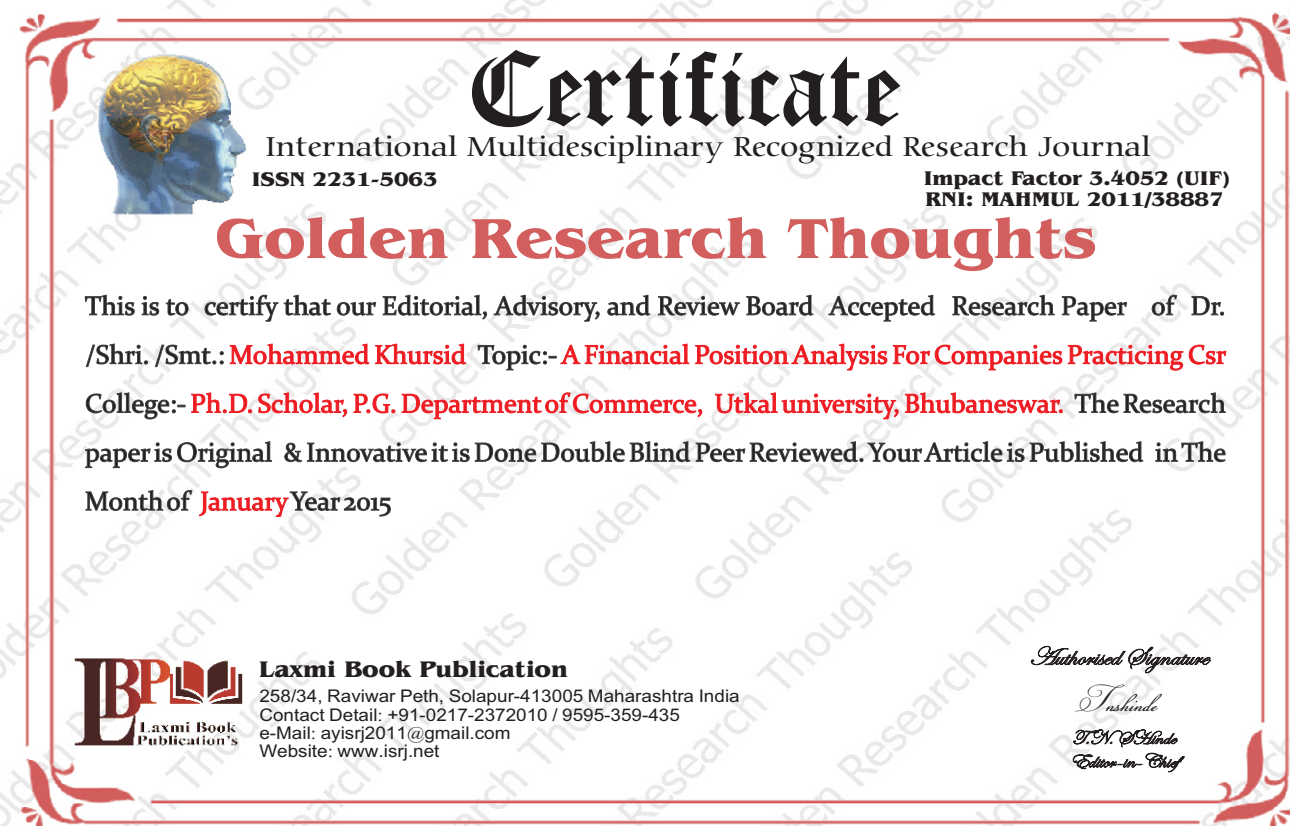 Certificate
International Multidesciplinary Recognized Research Journal
ISSN 2231-5063
Impact Factor 3.4052 (UIF)
RNI: MAHMUL 2011/38887
Golden Research Thoughts
This is to certify that our Editorial, Advisory, and Review Board Accepted Research Paper of Dr.
/Shri. /Smt.: Mohammed Khursid Topic:- A Financial Position Analysis For Companies Practicing Csr
College:- Ph.D. Scholar, P.G. Department of Commerce, Utkal university, Bhubaneswar. The Research
paper is Original & Innovative it is Done Double Blind Peer Reviewed. Your Article is Published in The
Month of January Year 2015
LBP
Laxmi Book
Publication's
Laxmi Book Publication
258/34, Raviwar Peth, Solapur-413005 Maharashtra India
Contact Detail: +91-0217-2372010 / 9595-359-435
e-Mail: ayisrj2011@gmail.com
Website: www.isrj.net
Authorised Signature
Tnshinde
T.N. SHinde
Editor-in-Chief